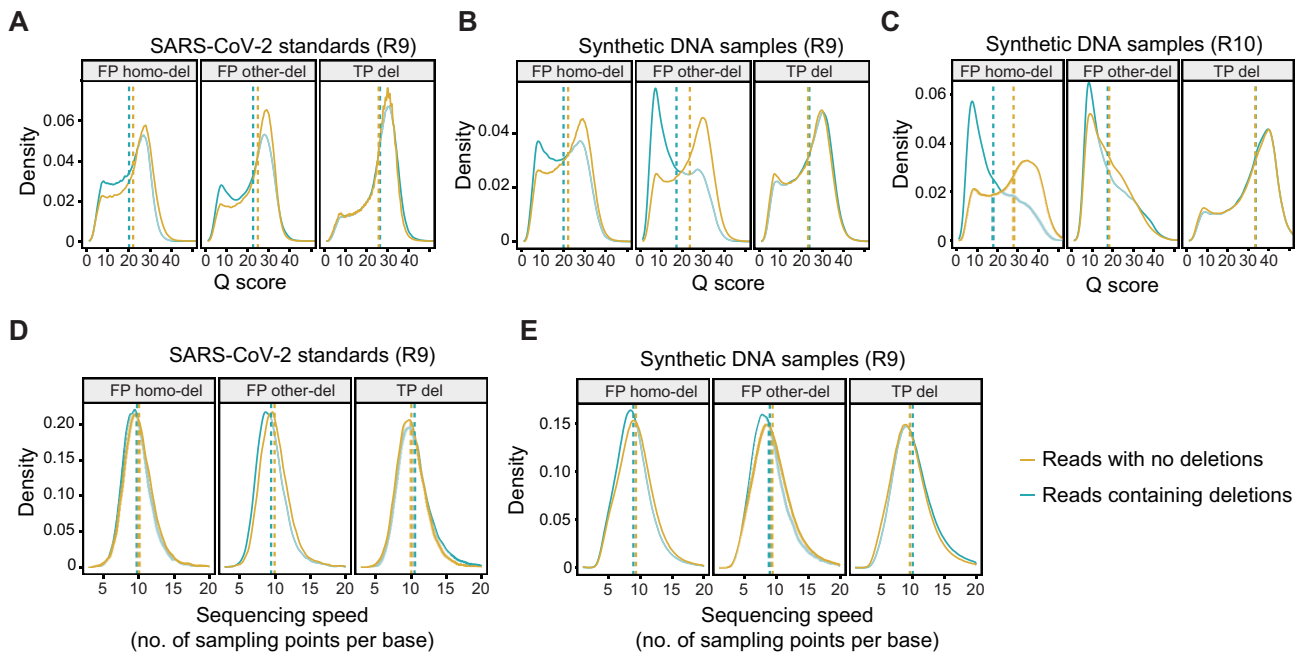 A
SARS-CoV-2 standards (R9)
FP homo-del FP other-del TP del
0.06
0.04
0.02
0
Density
0 10 20 30 40 0 10 20 30 40 0 10 20 30 40
Q score
B
Synthetic DNA samples (R9)
FP homo-del FP other-del TP del
0.04
0.02
0
Density
0 10 20 30 40 0 10 20 30 40 0 10 20 30 40
Q score
C
Synthetic DNA samples (R10)
FP homo-del FP other-del TP del
0.06
0.04
0.02
0
Density
0 10 20 30 40 0 10 20 30 40 0 10 20 30 40
Q score
D
SARS-CoV-2 standards (R9)
FP homo-del FP other-del TP del
0.20
0.15
0.10
0.05
0
Density
5 10 15 20 5 10 15 20 5 10 15 20
Sequencing speed
(no. of sampling points per base)
E
Synthetic DNA samples (R9)
FP homo-del FP other-del TP del
0.15
0.10
0.05
0
Density
5 10 15 20 5 10 15 20 5 10 15 20
Sequencing speed
(no. of sampling points per base)
Reads with no deletions
Reads containing deletions